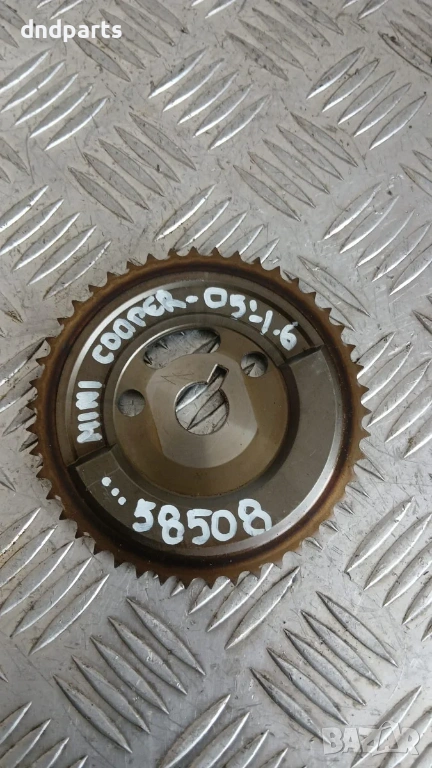 dndparts
MINI COOPER-05'-1.6
...58508
BAZAR